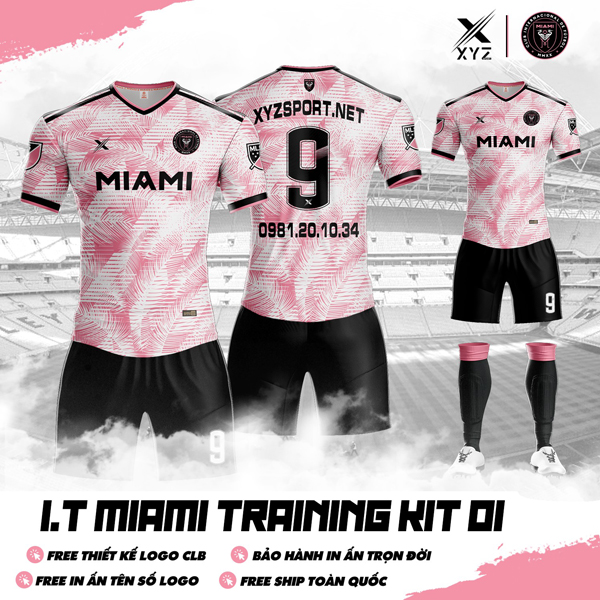 XYZ
CLUB INTERNACIONAL DE FÚTBOL
MIAMI
MMXX
MIAMI
XYZSPORT.NET
9
0981.20.10.34
MIAMI
9
9
I.T MIAMI TRAINING KIT 01
FREE THIẾT KẾ LOGO CLB
BẢO HÀNH IN ẤN TRỌN ĐỜI
FREE IN ẤN TÊN SỐ LOGO
FREE SHIP TOÀN QUỐC